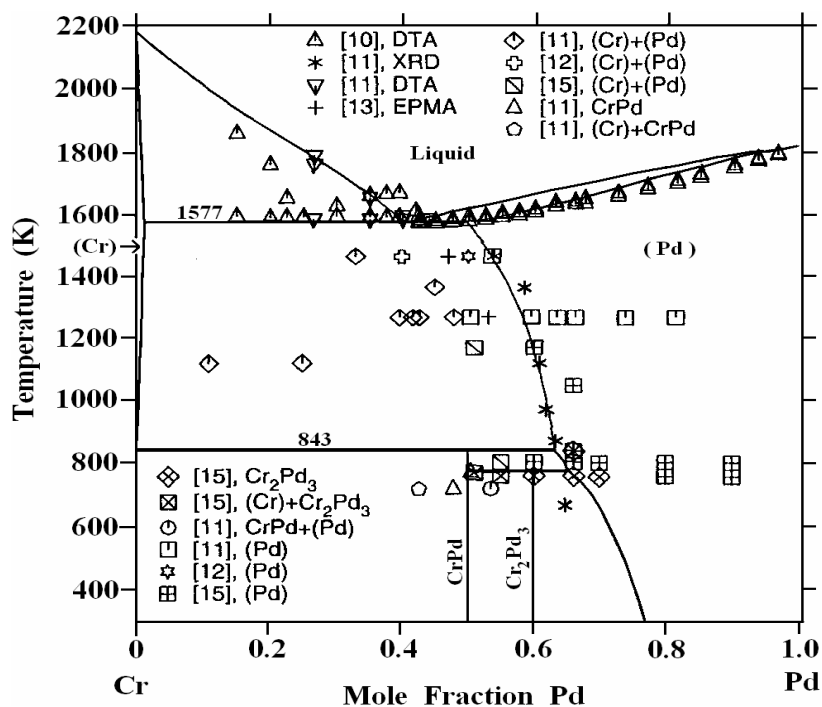 2200
2000
1800
1600
1400
1200
1000
800
600
400
Temperature (K)
[10], DTA
[11], XRD
[11], DTA
[13], EPMA
[11], (Cr)+(Pd)
[12], (Cr)+(Pd)
[15], (Cr)+(Pd)
[11], CrPd
[11], (Cr)+CrPd
Liquid
1577
(Cr)
(Pd)
843
[15], Cr₂Pd₃
[15], (Cr)+Cr₂Pd₃
[11], CrPd+(Pd)
[11], (Pd)
[12], (Pd)
[15], (Pd)
CrPd
Cr₂Pd₃
0 0.2 0.4 0.6 0.8 1.0
Cr Mole Fraction Pd Pd